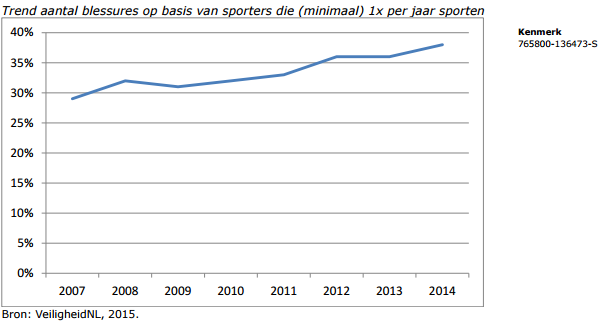 Trend aantal blessures op basis van sporters die (minimaal) 1x per jaar sporten
Kenmerk
765800-136473-S
40%
35%
30%
25%
20%
15%
10%
5%
0%
2007 2008 2009 2010 2011 2012 2013 2014
Bron: VeiligheidNL, 2015.